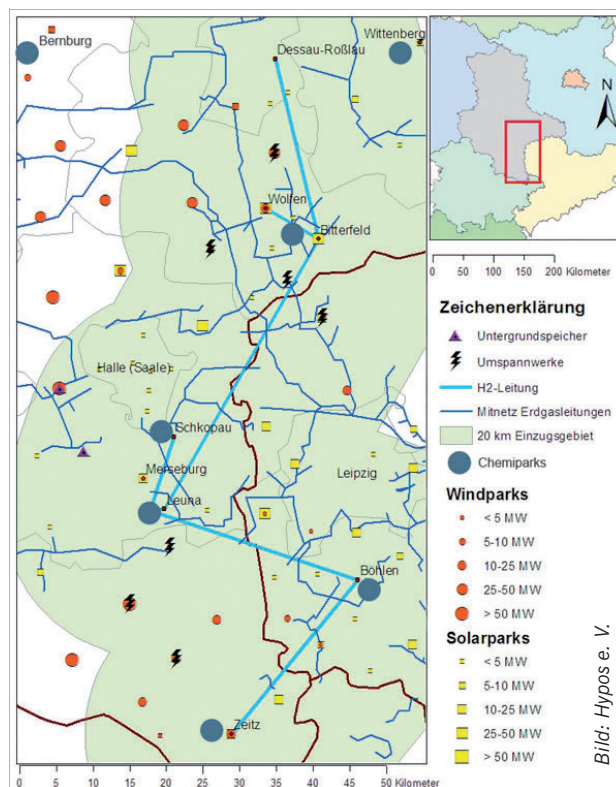 Bernburg
Dessau-Roßlau
Wittenberg
Wolfen
Bitterfeld
Halle (Saale)
Schkopau
Merseburg
Leuna
Leipzig
Böhlen
Zeitz
0 5 10 15 20 25 30 35 40 45 50 Kilometer
N
0 50 100 150 200 Kilometer
Zeichenerklärung
Untergrundspeicher
Umspannwerke
H2-Leitung
Mitnetz Erdgasleitungen
20 km Einzugsgebiet
Chemiparks
Windparks
< 5 MW
5-10 MW
10-25 MW
25-50 MW
> 50 MW
Solarparks
< 5 MW
5-10 MW
10-25 MW
25-50 MW
> 50 MW
Bild: Hypos e. V.